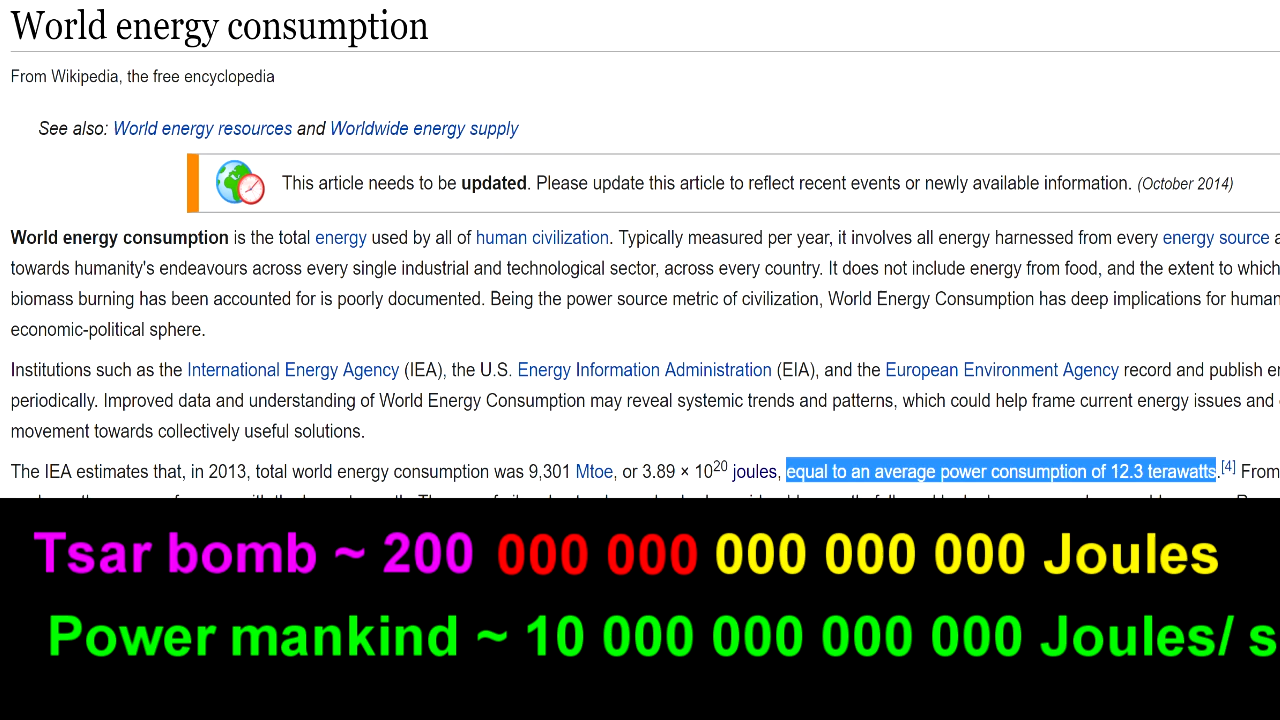 World energy consumption
From Wikipedia, the free encyclopedia
See also: World energy resources and Worldwide energy supply
This article needs to be updated. Please update this article to reflect recent events or newly available information. (October 2014)
World energy consumption is the total energy used by all of human civilization. Typically measured per year, it involves all energy harnessed from every energy source a
towards humanity's endeavours across every single industrial and technological sector, across every country. It does not include energy from food, and the extent to which
biomass burning has been accounted for is poorly documented. Being the power source metric of civilization, World Energy Consumption has deep implications for human
economic-political sphere.
Institutions such as the International Energy Agency (IEA), the U.S. Energy Information Administration (EIA), and the European Environment Agency record and publish en
periodically. Improved data and understanding of World Energy Consumption may reveal systemic trends and patterns, which could help frame current energy issues and
movement towards collectively useful solutions.
The IEA estimates that, in 2013, total world energy consumption was 9,301 Mtoe, or 3.89 × 10²⁰ joules, equal to an average power consumption of 12.3 terawatts.[4] From
Tsar bomb ~ 200 000 000 000 000 000 Joules
Power mankind ~ 10 000 000 000 000 Joules/ s